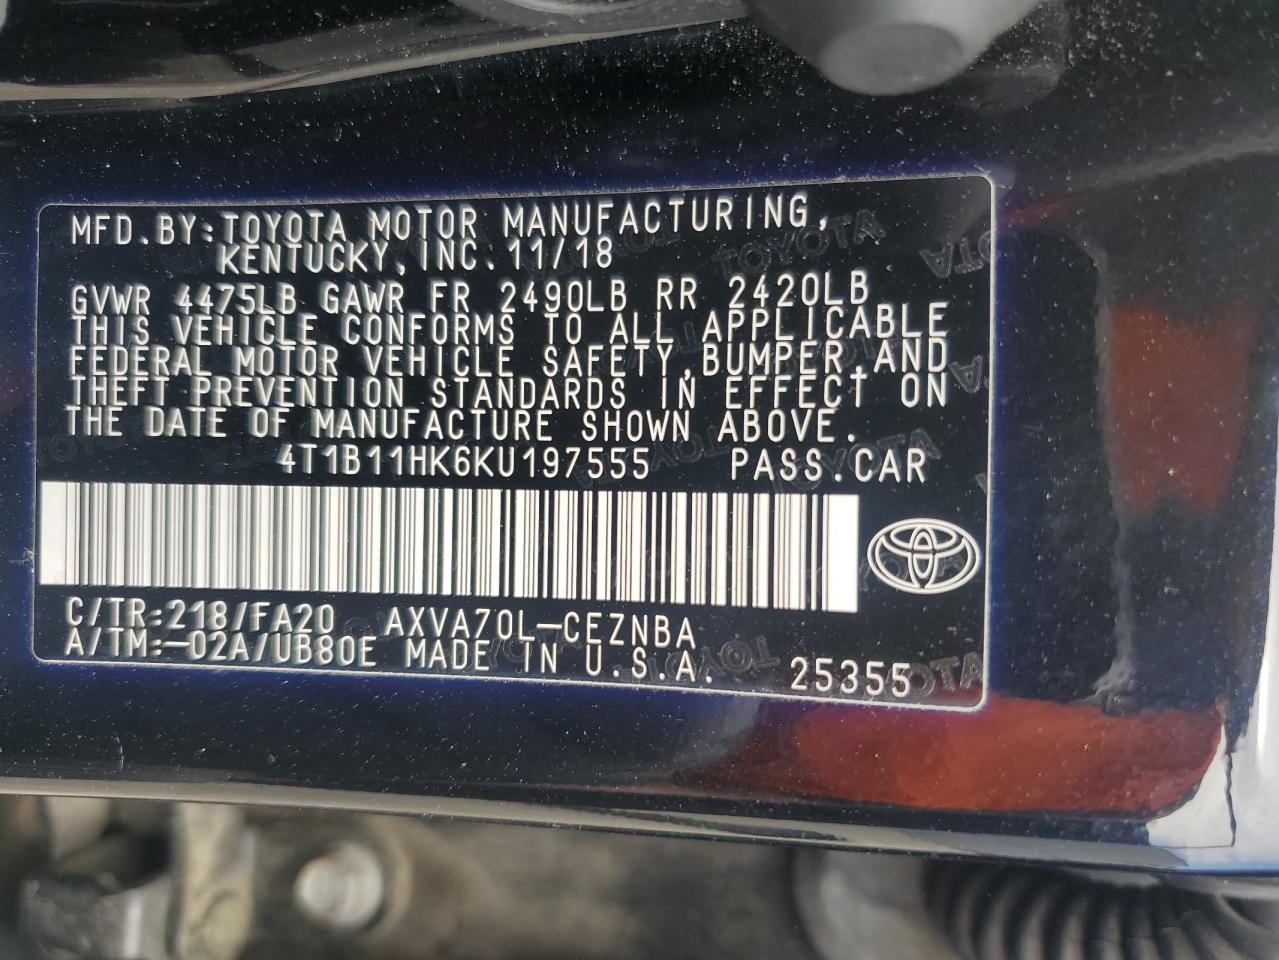 MFD.BY:TOYOTA MOTOR MANUFACTURING,
KENTUCKY,INC.11/18
GVWR 4475LB GAWR FR 2490LB RR 2420LB
THIS VEHICLE CONFORMS TO ALL APPLICABLE
FEDERAL MOTOR VEHICLE SAFETY,BUMPER,AND
THEFT PREVENTION STANDARDS IN EFFECT ON
THE DATE OF MANUFACTURE SHOWN ABOVE.
4T1B11HK6KU197555 PASS.CAR
C/TR:218/FA20 AXVA70L-CEZNBA
A/TM:-02A/UB80E MADE IN U.S.A. 25355